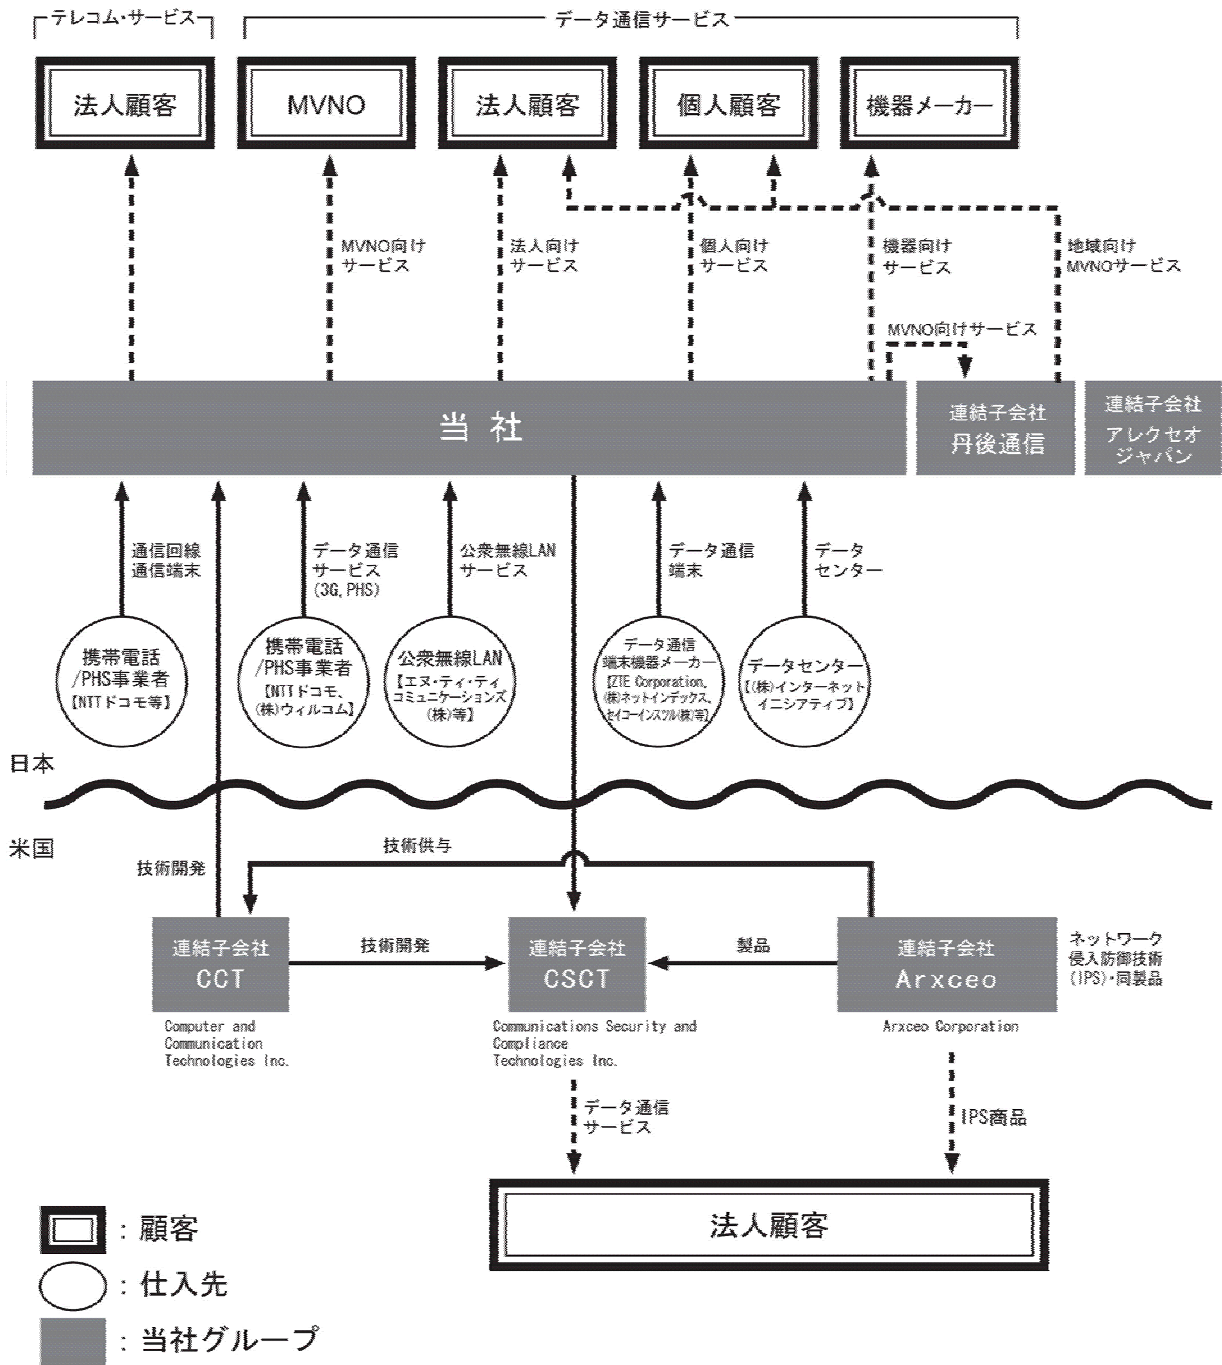 テレコム・サービス
データ通信サービス
法人顧客
MVNO
法人顧客
個人顧客
機器メーカー
MVNO向け
サービス
法人向け
サービス
個人向け
サービス
機器向け
サービス
地域向け
MVNOサービス
MVNO向けサービス
当社
連結子会社
丹後通信
連結子会社
アレクセオ
ジャパン
通信回線
通信端末
データ通信
サービス
(3G,PHS)
公衆無線LAN
サービス
データ通信
端末
データ
センター
携帯電話
/PHS事業者
【NTTドコモ等】
携帯電話
/PHS事業者
【NTTドコモ、
(株)ウィルコム】
公衆無線LAN
【エヌ・ティ・ティ
コミュニケーションズ
(株)等】
データ通信
端末機器メーカー
【ZTE Corporation、
(株)ネットインデックス、
セイコーインスツル(株)等】
データセンター
【(株)インターネット
イニシアティブ】
日本
米国
技術供与
技術開発
連結子会社
CCT
技術開発
連結子会社
CSCT
製品
連結子会社
Arxceo
ネットワーク
侵入防御技術
(IPS)・同製品
Computer and
Communication
Technologies Inc.
Communications Security and
Compliance
Technologies Inc.
Arxceo Corporation
データ通信
サービス
IPS商品
法人顧客
：顧客
：仕入先
：当社グループ